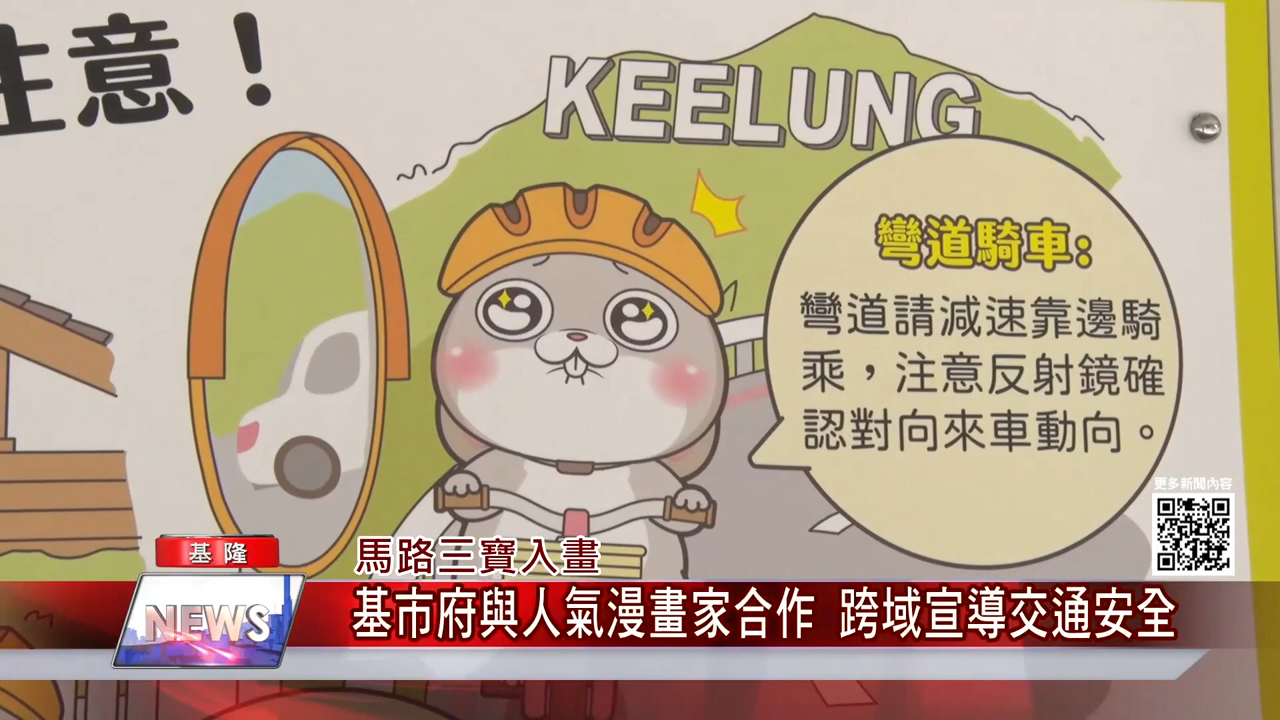 注意！
KEELUNG
彎道騎車:
彎道請減速靠邊騎
乘，注意反射鏡確
認對向來車動向。
更多新聞內容
基隆
NEWS
馬路三寶入畫
基市府與人氣漫畫家合作 跨域宣導交通安全